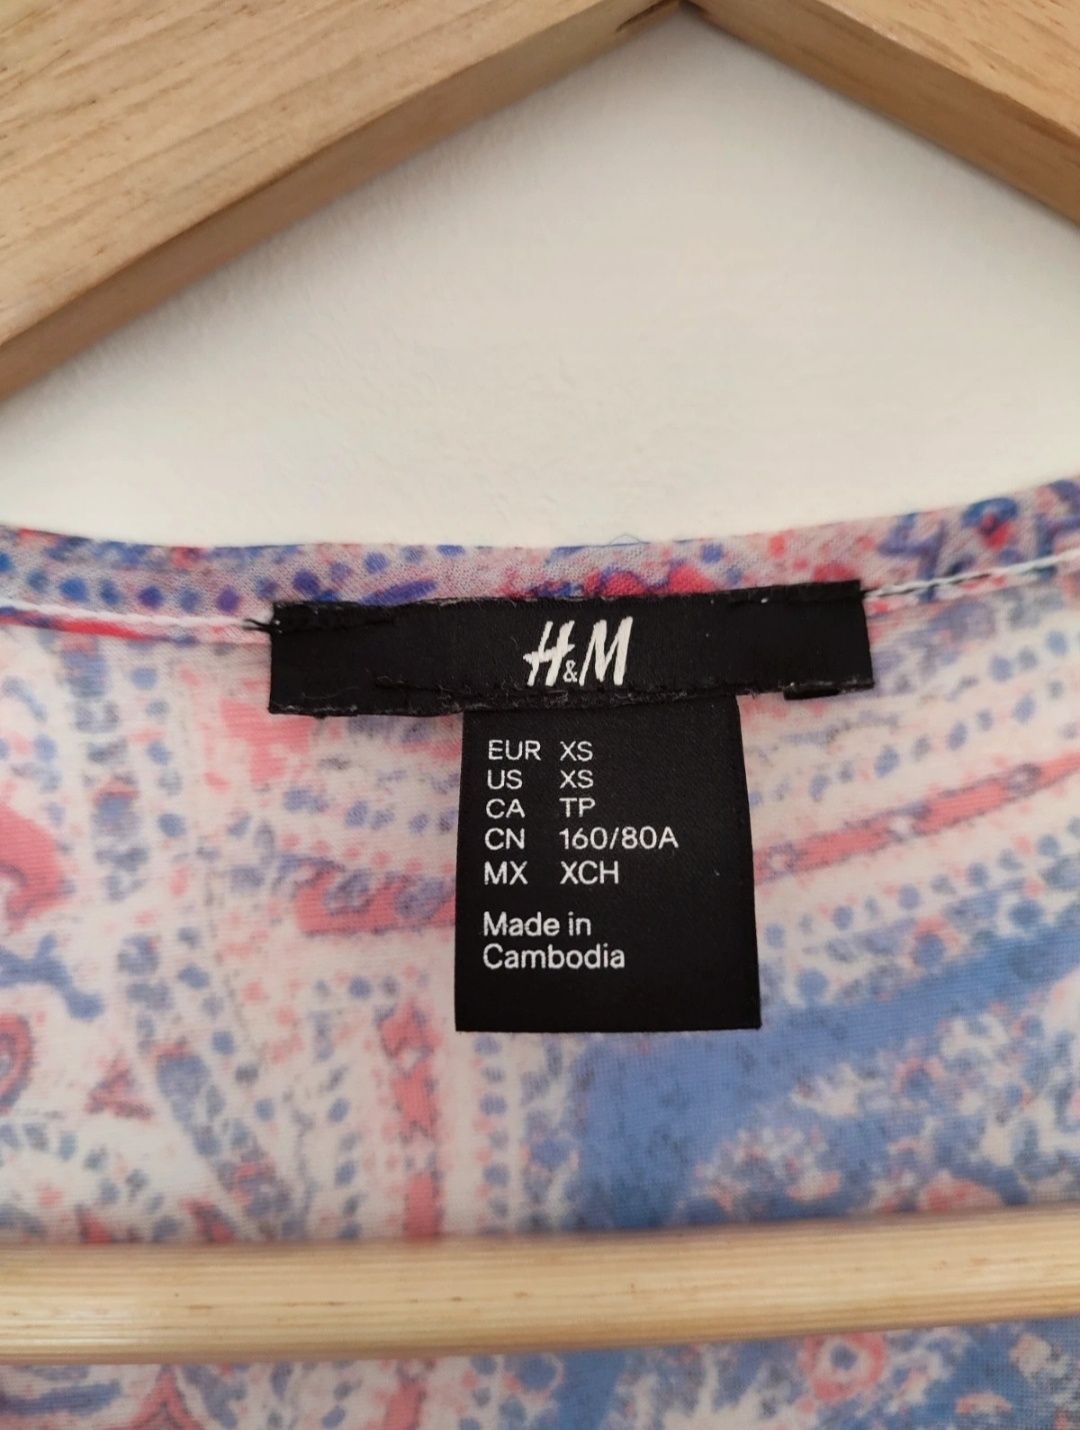 H&M
EUR XS
US XS
CA TP
CN 160/80A
MX XCH
Made in
Cambodia